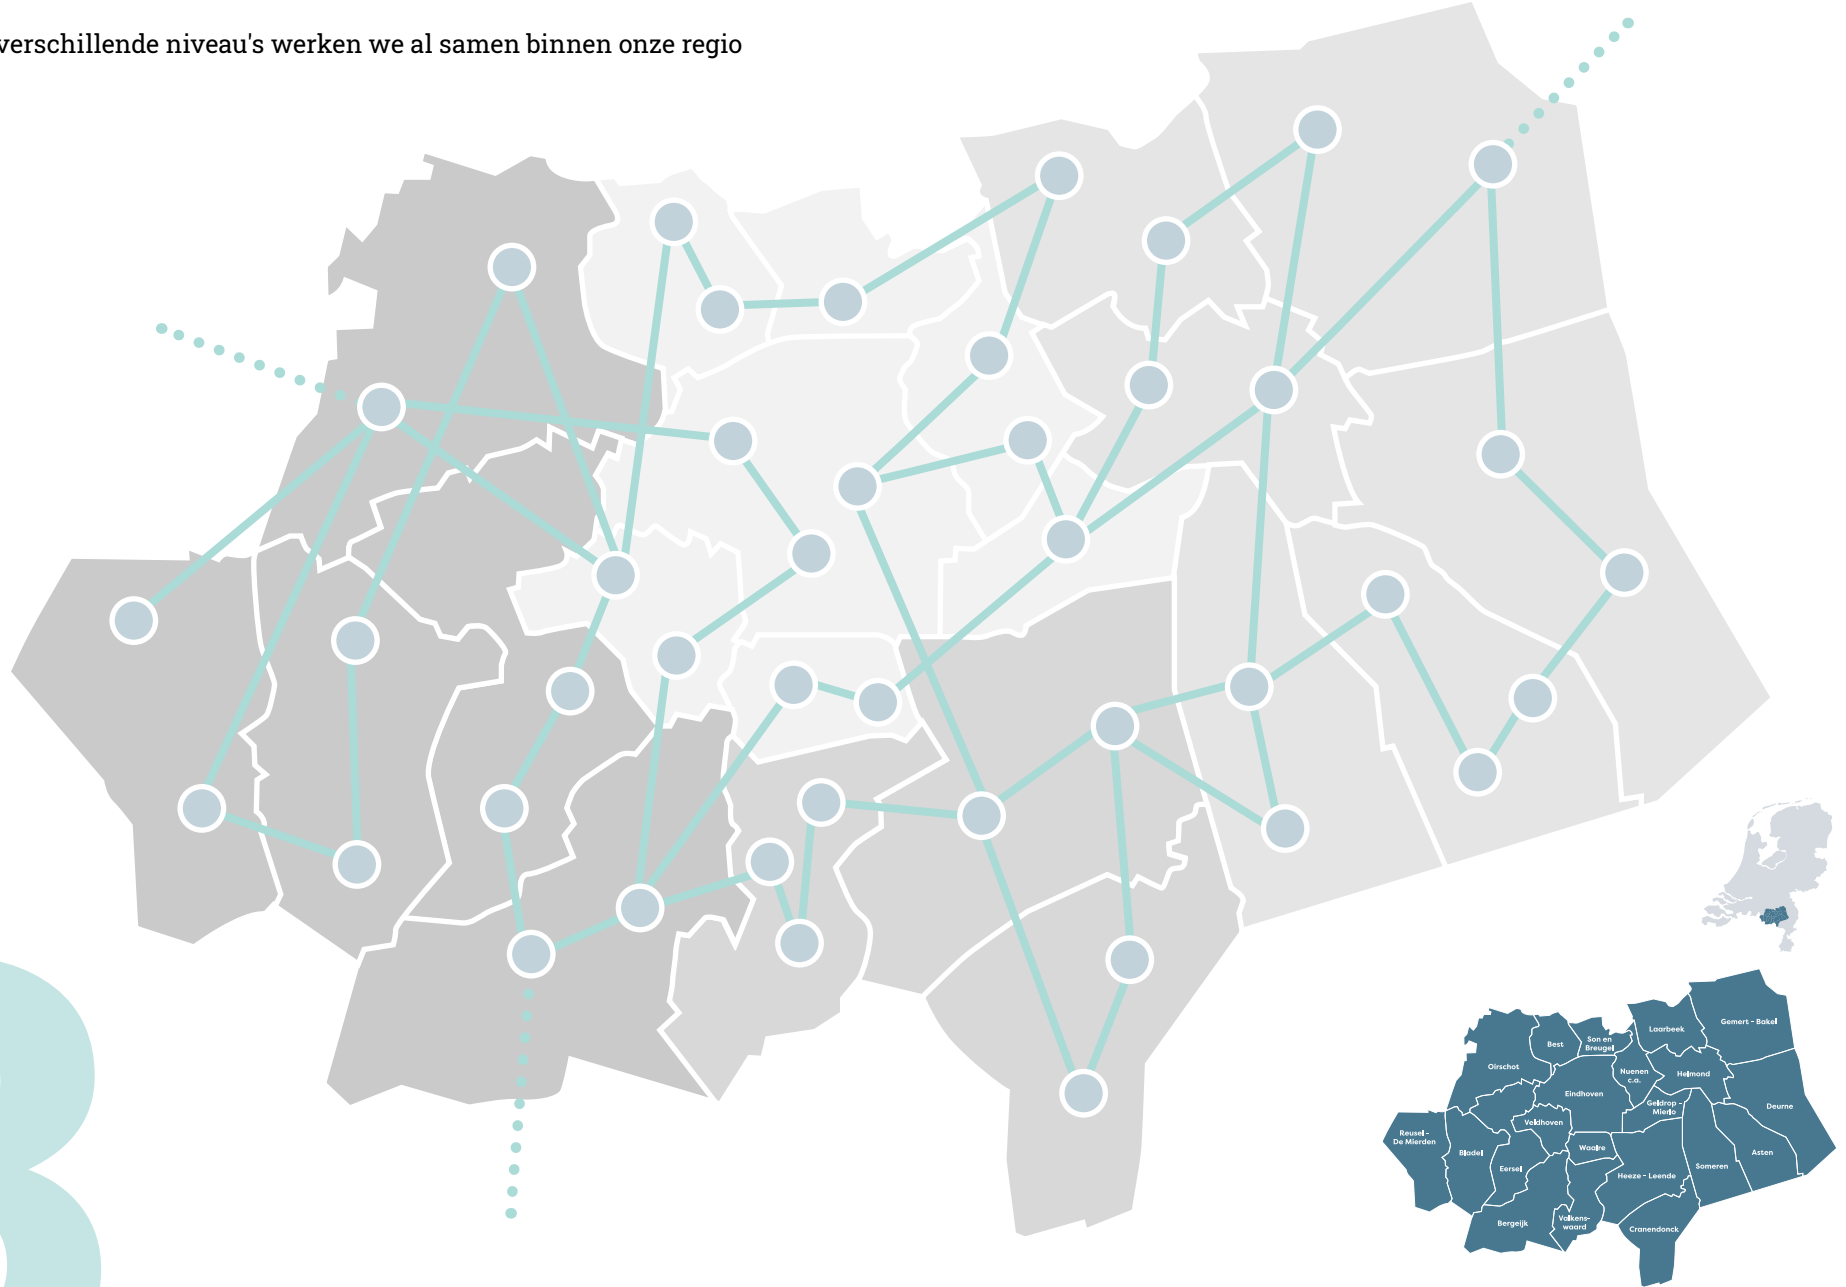 verschillende niveau's werken we al samen binnen onze regio
Gemert - Bakel
Laarbeek
Best
Son en
Breugel
Oirschot
Nuenen
c.a.
Helmond
Eindhoven
Geldrop -
Mierlo
Deurne
Veldhoven
Reusel -
De Mierden
Bladel
Waalre
Asten
Eersel
Someren
Heeze - Leende
Bergeijk
Valkens-
waard
Cranendonck